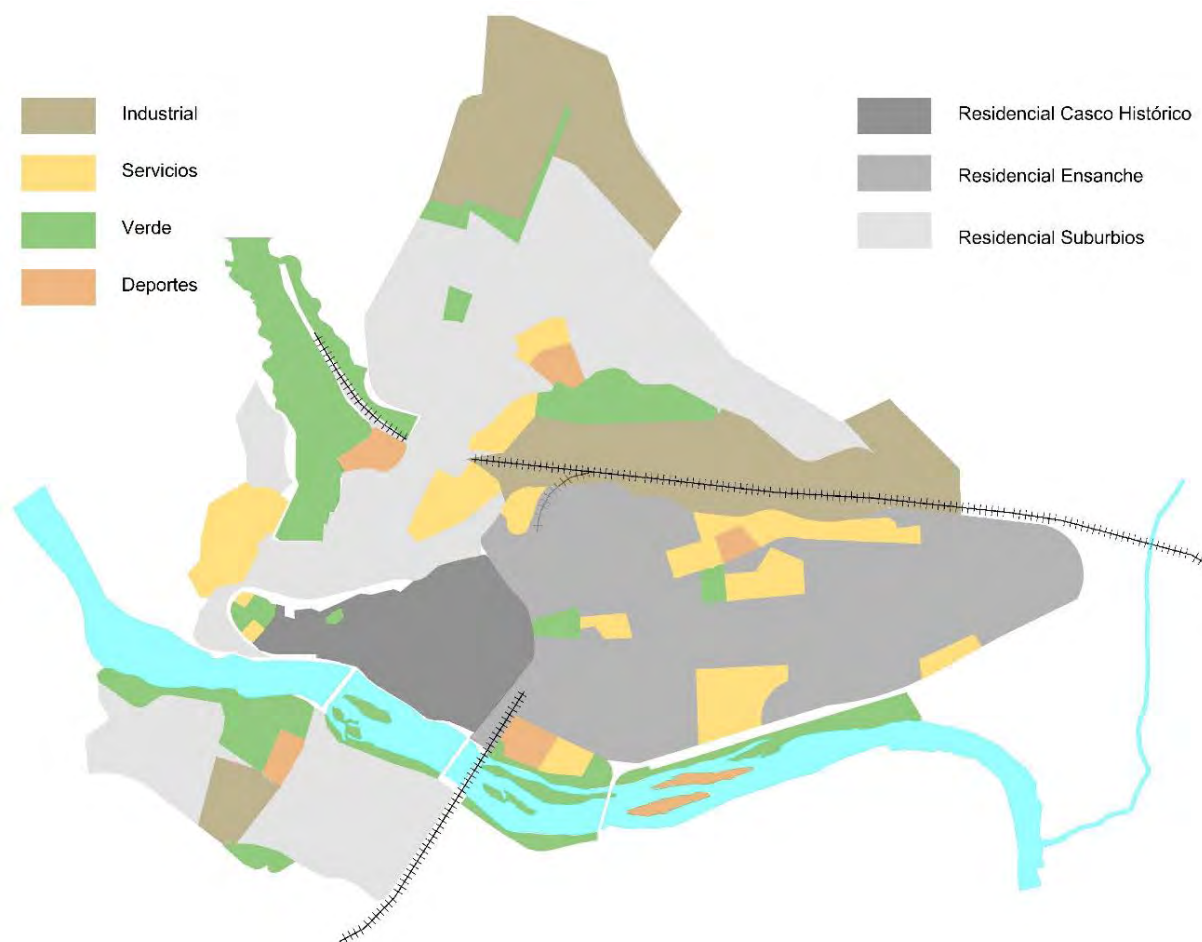 Industrial
Servicios
Verde
Deportes
Residencial Casco Histórico
Residencial Ensanche
Residencial Suburbios